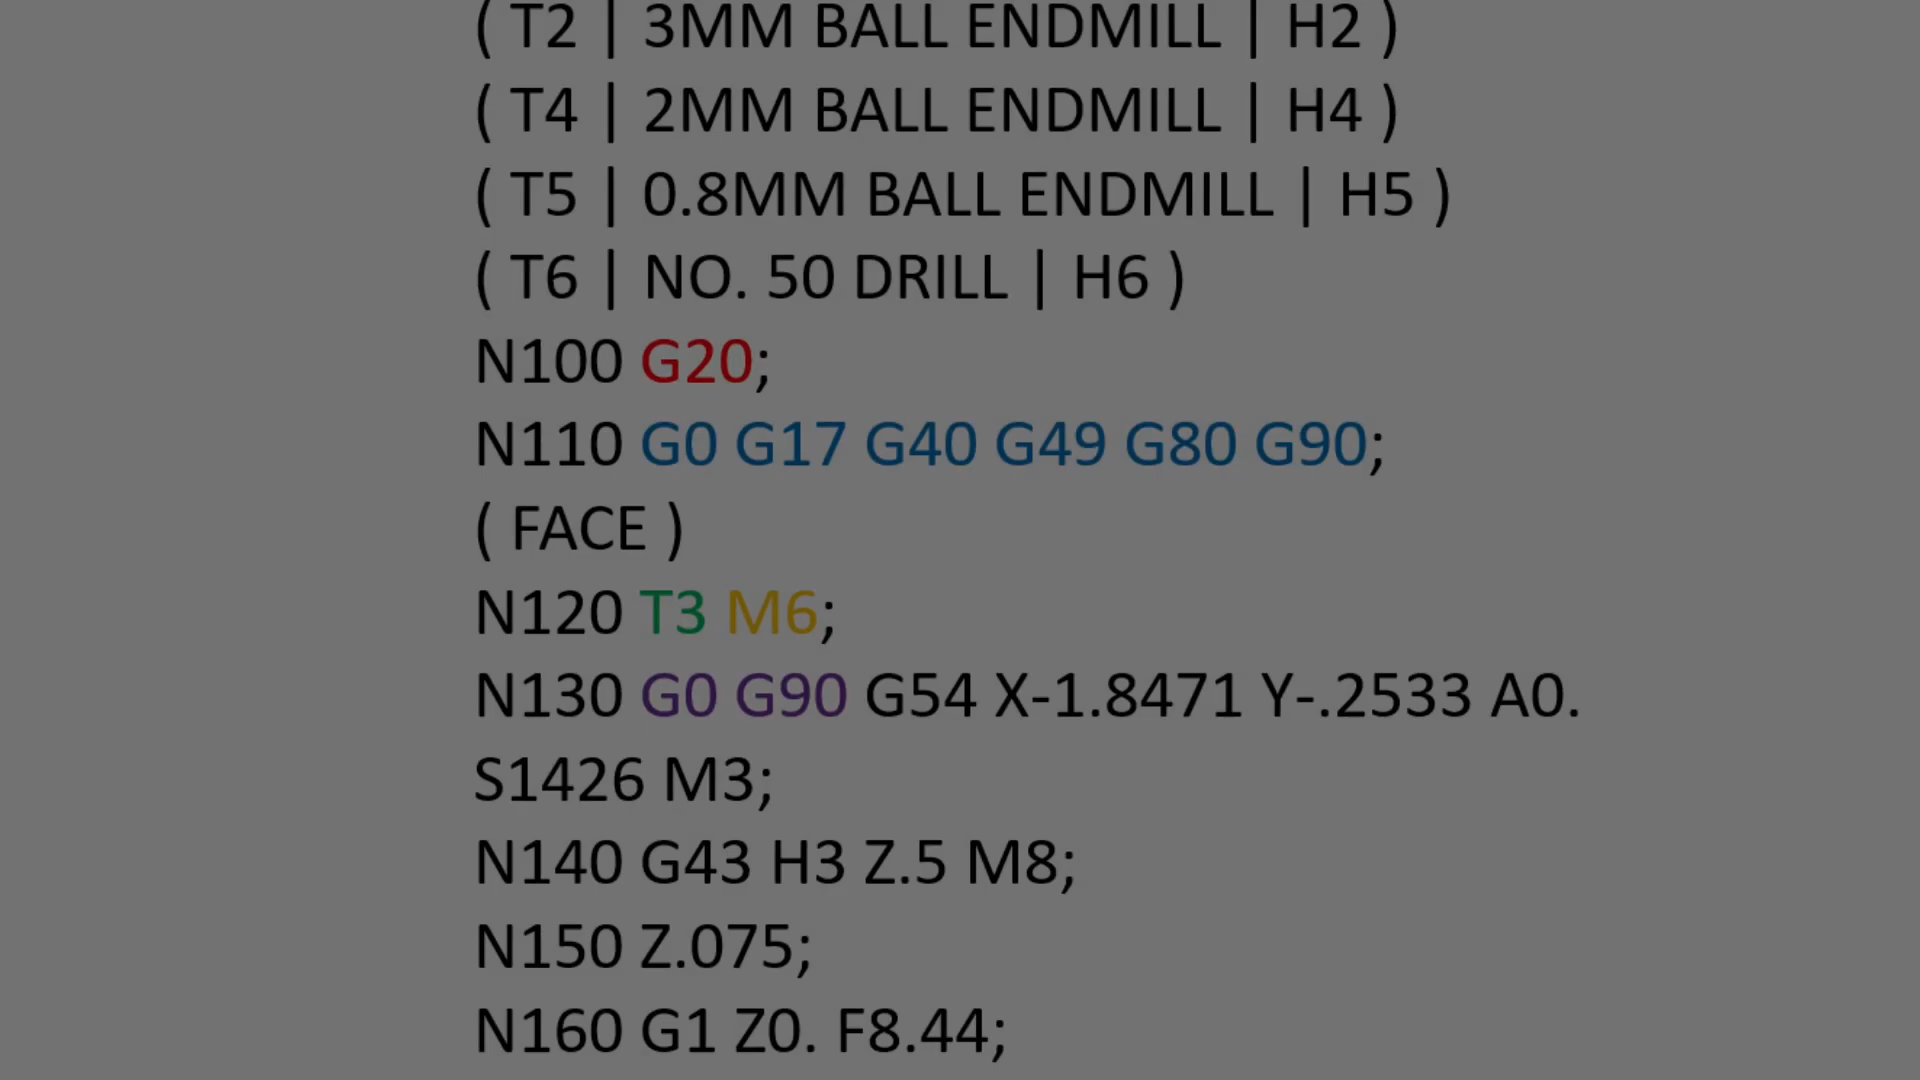 ( T2 | 3MM BALL ENDMILL | H2 )
( T4 | 2MM BALL ENDMILL | H4 )
( T5 | 0.8MM BALL ENDMILL | H5 )
( T6 | NO. 50 DRILL | H6 )
N100 G20;
N110 G0 G17 G40 G49 G80 G90;
( FACE )
N120 T3 M6;
N130 G0 G90 G54 X-1.8471 Y-.2533 A0.
S1426 M3;
N140 G43 H3 Z.5 M8;
N150 Z.075;
N160 G1 Z0. F8.44;